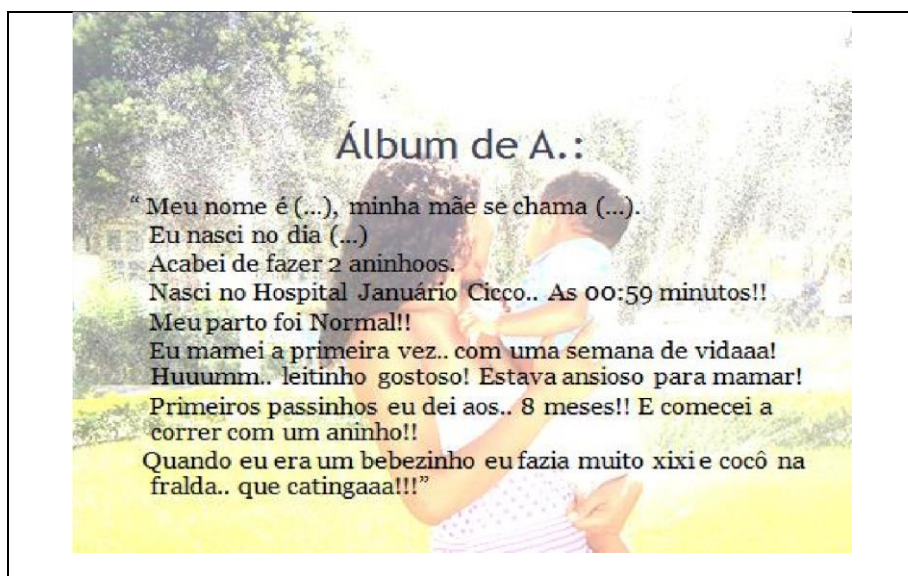 Álbum de A.:
“ Meu nome é (...), minha mãe se chama (...).
Eu nasci no dia (...)
Acabei de fazer 2 aninhoos.
Nasci no Hospital Januário Cicco.. As 00:59 minutos!!
Meu parto foi Normal!!
Eu mamei a primeira vez.. com uma semana de vidaaa!
Huuumm.. leitinho gostoso! Estava ansioso para mamar!
Primeiros passinhos eu dei aos.. 8 meses!! E comecei a
correr com um aninho!!
Quando eu era um bebezinho eu fazia muito xixi e cocô na
fralda.. que catingaaa!!!”